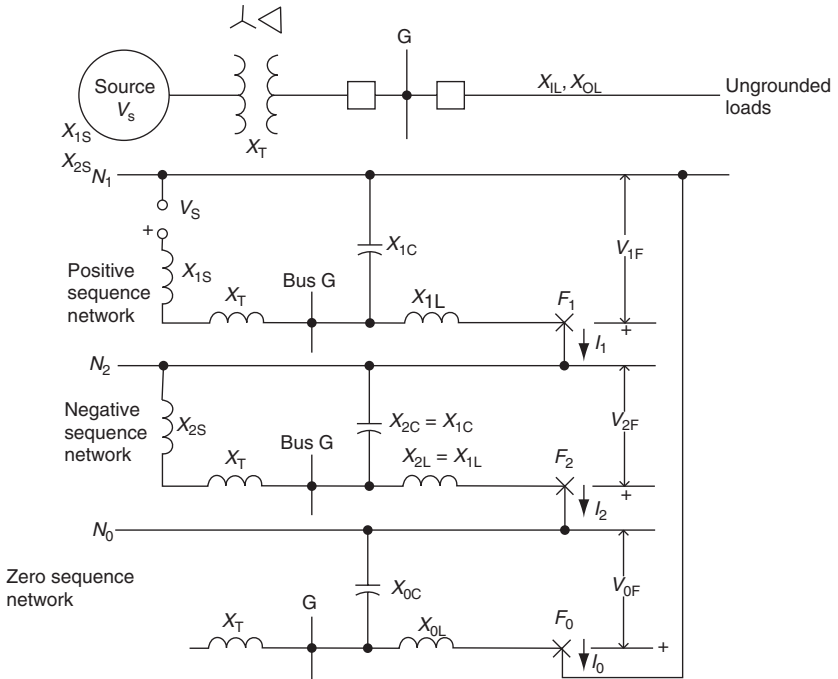 G
Source
V_s
X_1S
X_2S
X_T
X_IL, X_OL
Ungrounded
loads
N_1
V_S
+
X_1S
Positive
sequence
network
X_T
Bus G
X_1C
X_1L
F_1
V_1F
+
I_1
N_2
Negative
sequence
network
X_2S
X_T
Bus G
X_2C = X_1C
X_2L = X_1L
F_2
V_2F
+
I_2
N_0
Zero sequence
network
X_T
G
X_0C
X_0L
F_0
V_0F
+
I_0